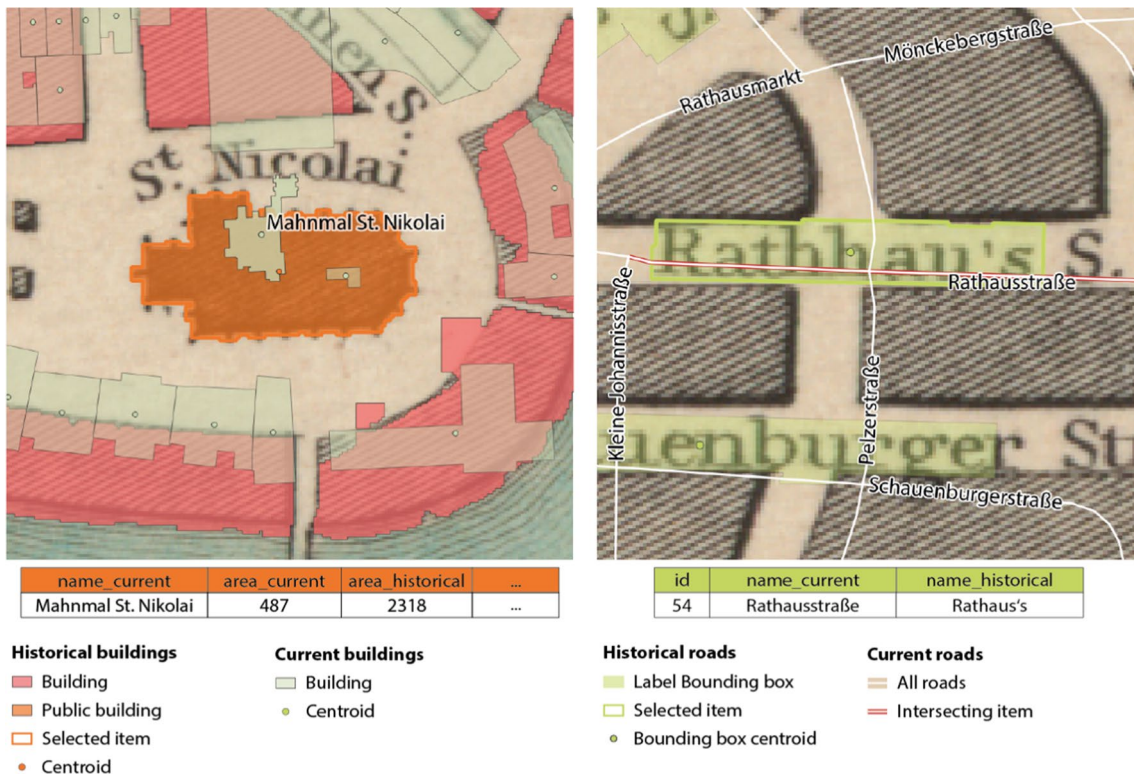 men S.
St. Nicolai
Mahnmal St. Nikolai
J.
Mönckebergstraße
Rathausmarkt
Rathhau's S.
Rathausstraße
Kleine Johannisstraße
Pelzerstraße
uenburger Str
Schauenburgerstraße
name_current area_current area_historical ...
Mahnmal St. Nikolai 487 2318 ...
id name_current name_historical
54 Rathausstraße Rathaus‘s
Historical buildings
Building
Public building
Selected item
Centroid
Current buildings
Building
Centroid
Historical roads
Label Bounding box
Selected item
Bounding box centroid
Current roads
All roads
Intersecting item